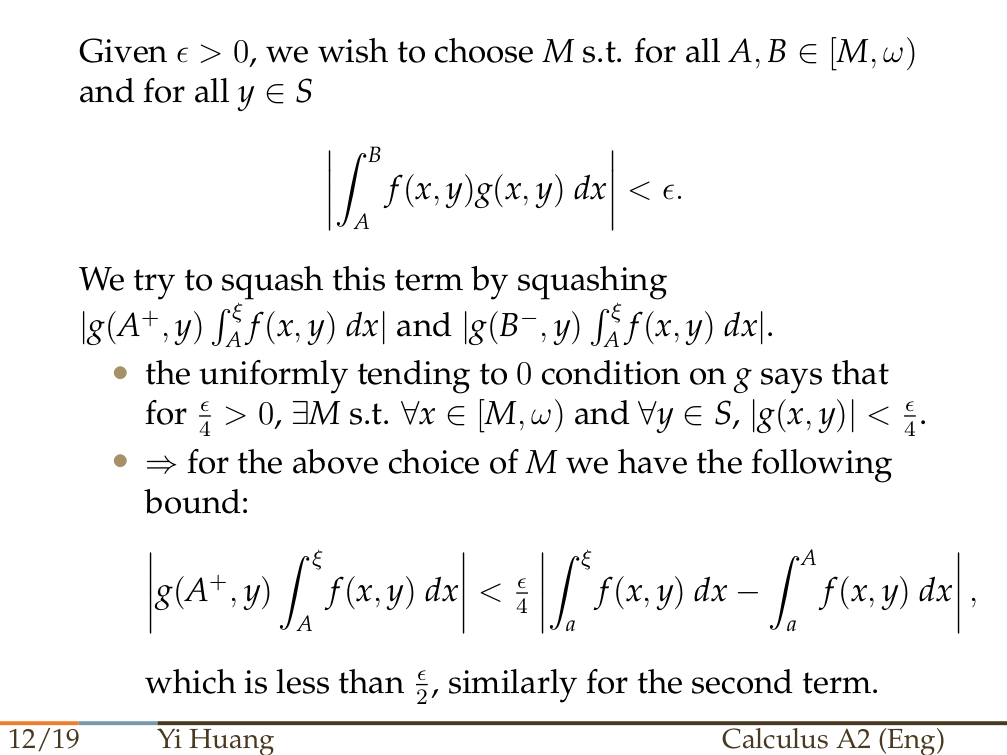 Given ϵ > 0, we wish to choose M s.t. for all A, B ∈ [M, ω)
and for all y ∈ S
|∫_A^B f(x, y)g(x, y) dx| < ϵ.
We try to squash this term by squashing
|g(A⁺, y) ∫_A^ξ f(x, y) dx| and |g(B⁻, y) ∫_A^ξ f(x, y) dx|.
• the uniformly tending to 0 condition on g says that
for ϵ/4 > 0, ∃M s.t. ∀x ∈ [M, ω) and ∀y ∈ S, |g(x, y)| < ϵ/4.
• ⇒ for the above choice of M we have the following
bound:
|g(A⁺, y) ∫_A^ξ f(x, y) dx| < ϵ/4 |∫_a^ξ f(x, y) dx − ∫_a^A f(x, y) dx| ,
which is less than ϵ/2, similarly for the second term.
12/19 Yi Huang Calculus A2 (Eng)